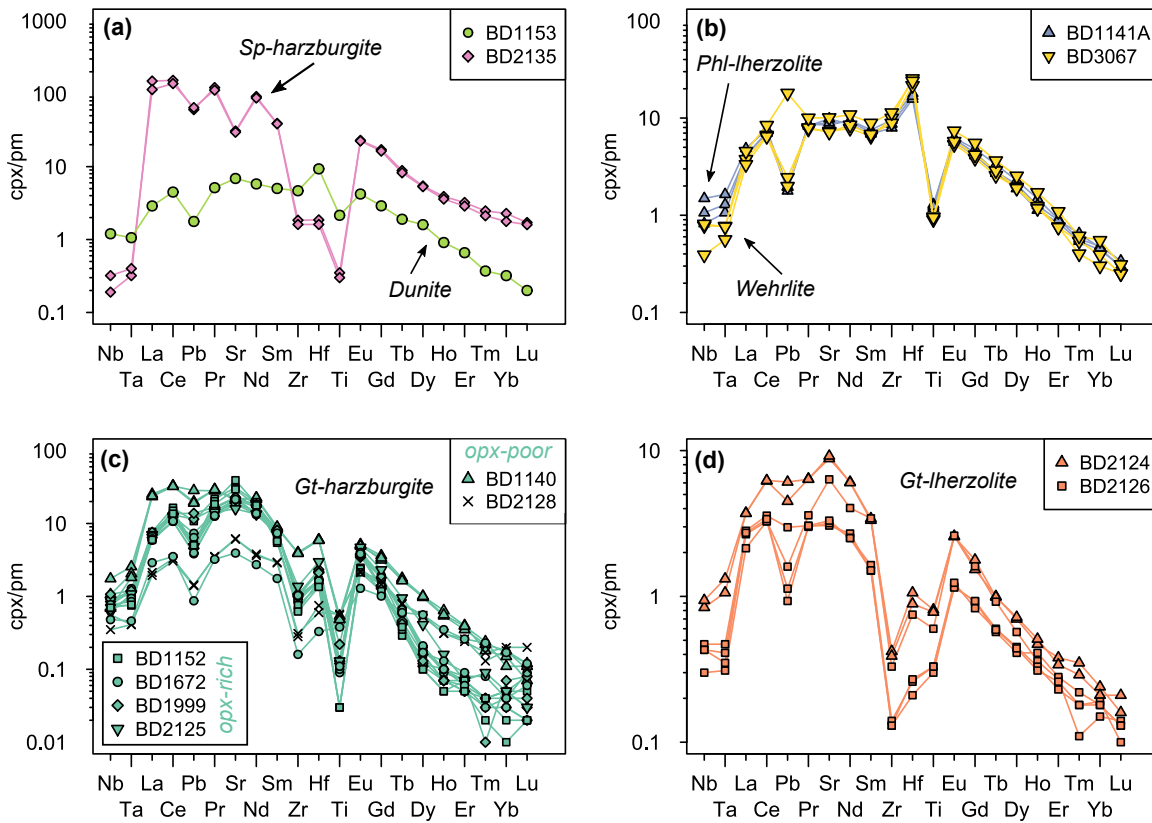 (a)
1000
100
10
1
0.1
cpx/pm
Sp-harzburgite
Dunite
BD1153
BD2135
Nb La Pb Sr Sm Hf Eu Tb Ho Tm Lu
Ta Ce Pr Nd Zr Ti Gd Dy Er Yb
(b)
100
10
1
0.1
cpx/pm
Phl-lherzolite
Wehrlite
BD1141A
BD3067
Nb La Pb Sr Sm Hf Eu Tb Ho Tm Lu
Ta Ce Pr Nd Zr Ti Gd Dy Er Yb
(c)
100
10
1
0.1
0.01
cpx/pm
Gt-harzburgite
opx-poor
BD1140
BD2128
BD1152
BD1672
BD1999
BD2125
opx-rich
Nb La Pb Sr Sm Hf Eu Tb Ho Tm Lu
Ta Ce Pr Nd Zr Ti Gd Dy Er Yb
(d)
10
1
0.1
cpx/pm
Gt-lherzolite
BD2124
BD2126
Nb La Pb Sr Sm Hf Eu Tb Ho Tm Lu
Ta Ce Pr Nd Zr Ti Gd Dy Er Yb